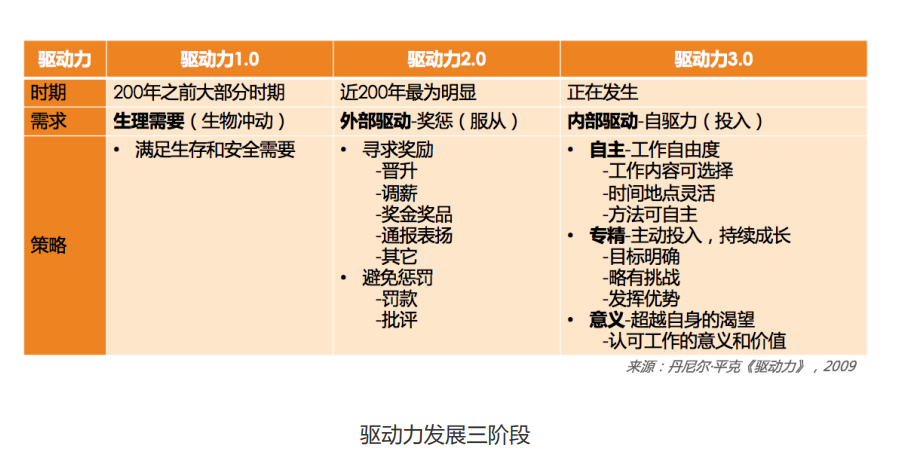 驱动力 驱动力1.0 驱动力2.0 驱动力3.0
时期 200年之前大部分时期 近200年最为明显 正在发生
需求 生理需要（生物冲动） 外部驱动-奖惩（服从） 内部驱动-自驱力（投入）
策略
• 满足生存和安全需要
• 寻求奖励
-晋升
-调薪
-奖金奖品
-通报表扬
-其它
• 避免惩罚
-罚款
-批评
• 自主-工作自由度
-工作内容可选择
-时间地点灵活
-方法可自主
• 专精-主动投入，持续成长
-目标明确
-略有挑战
-发挥优势
• 意义-超越自身的渴望
-认可工作的意义和价值
来源：丹尼尔·平克《驱动力》，2009
驱动力发展三阶段